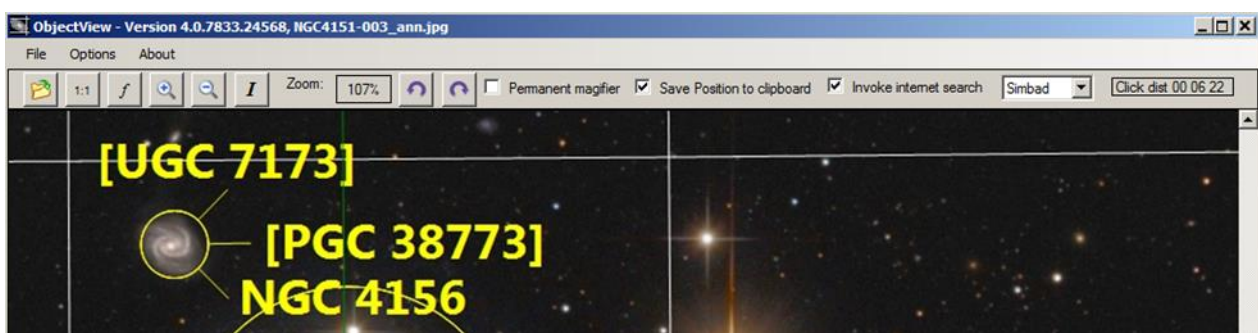 ObjectView - Version 4.0.7833.24568, NGC4151-003_ann.jpg
File Options About
1:1 f I Zoom: 107% Permanent magifier Save Position to clipboard Invoke internet search Simbad Click dist 00 06 22
[UGC 7173]
[PGC 38773]
NGC 4156